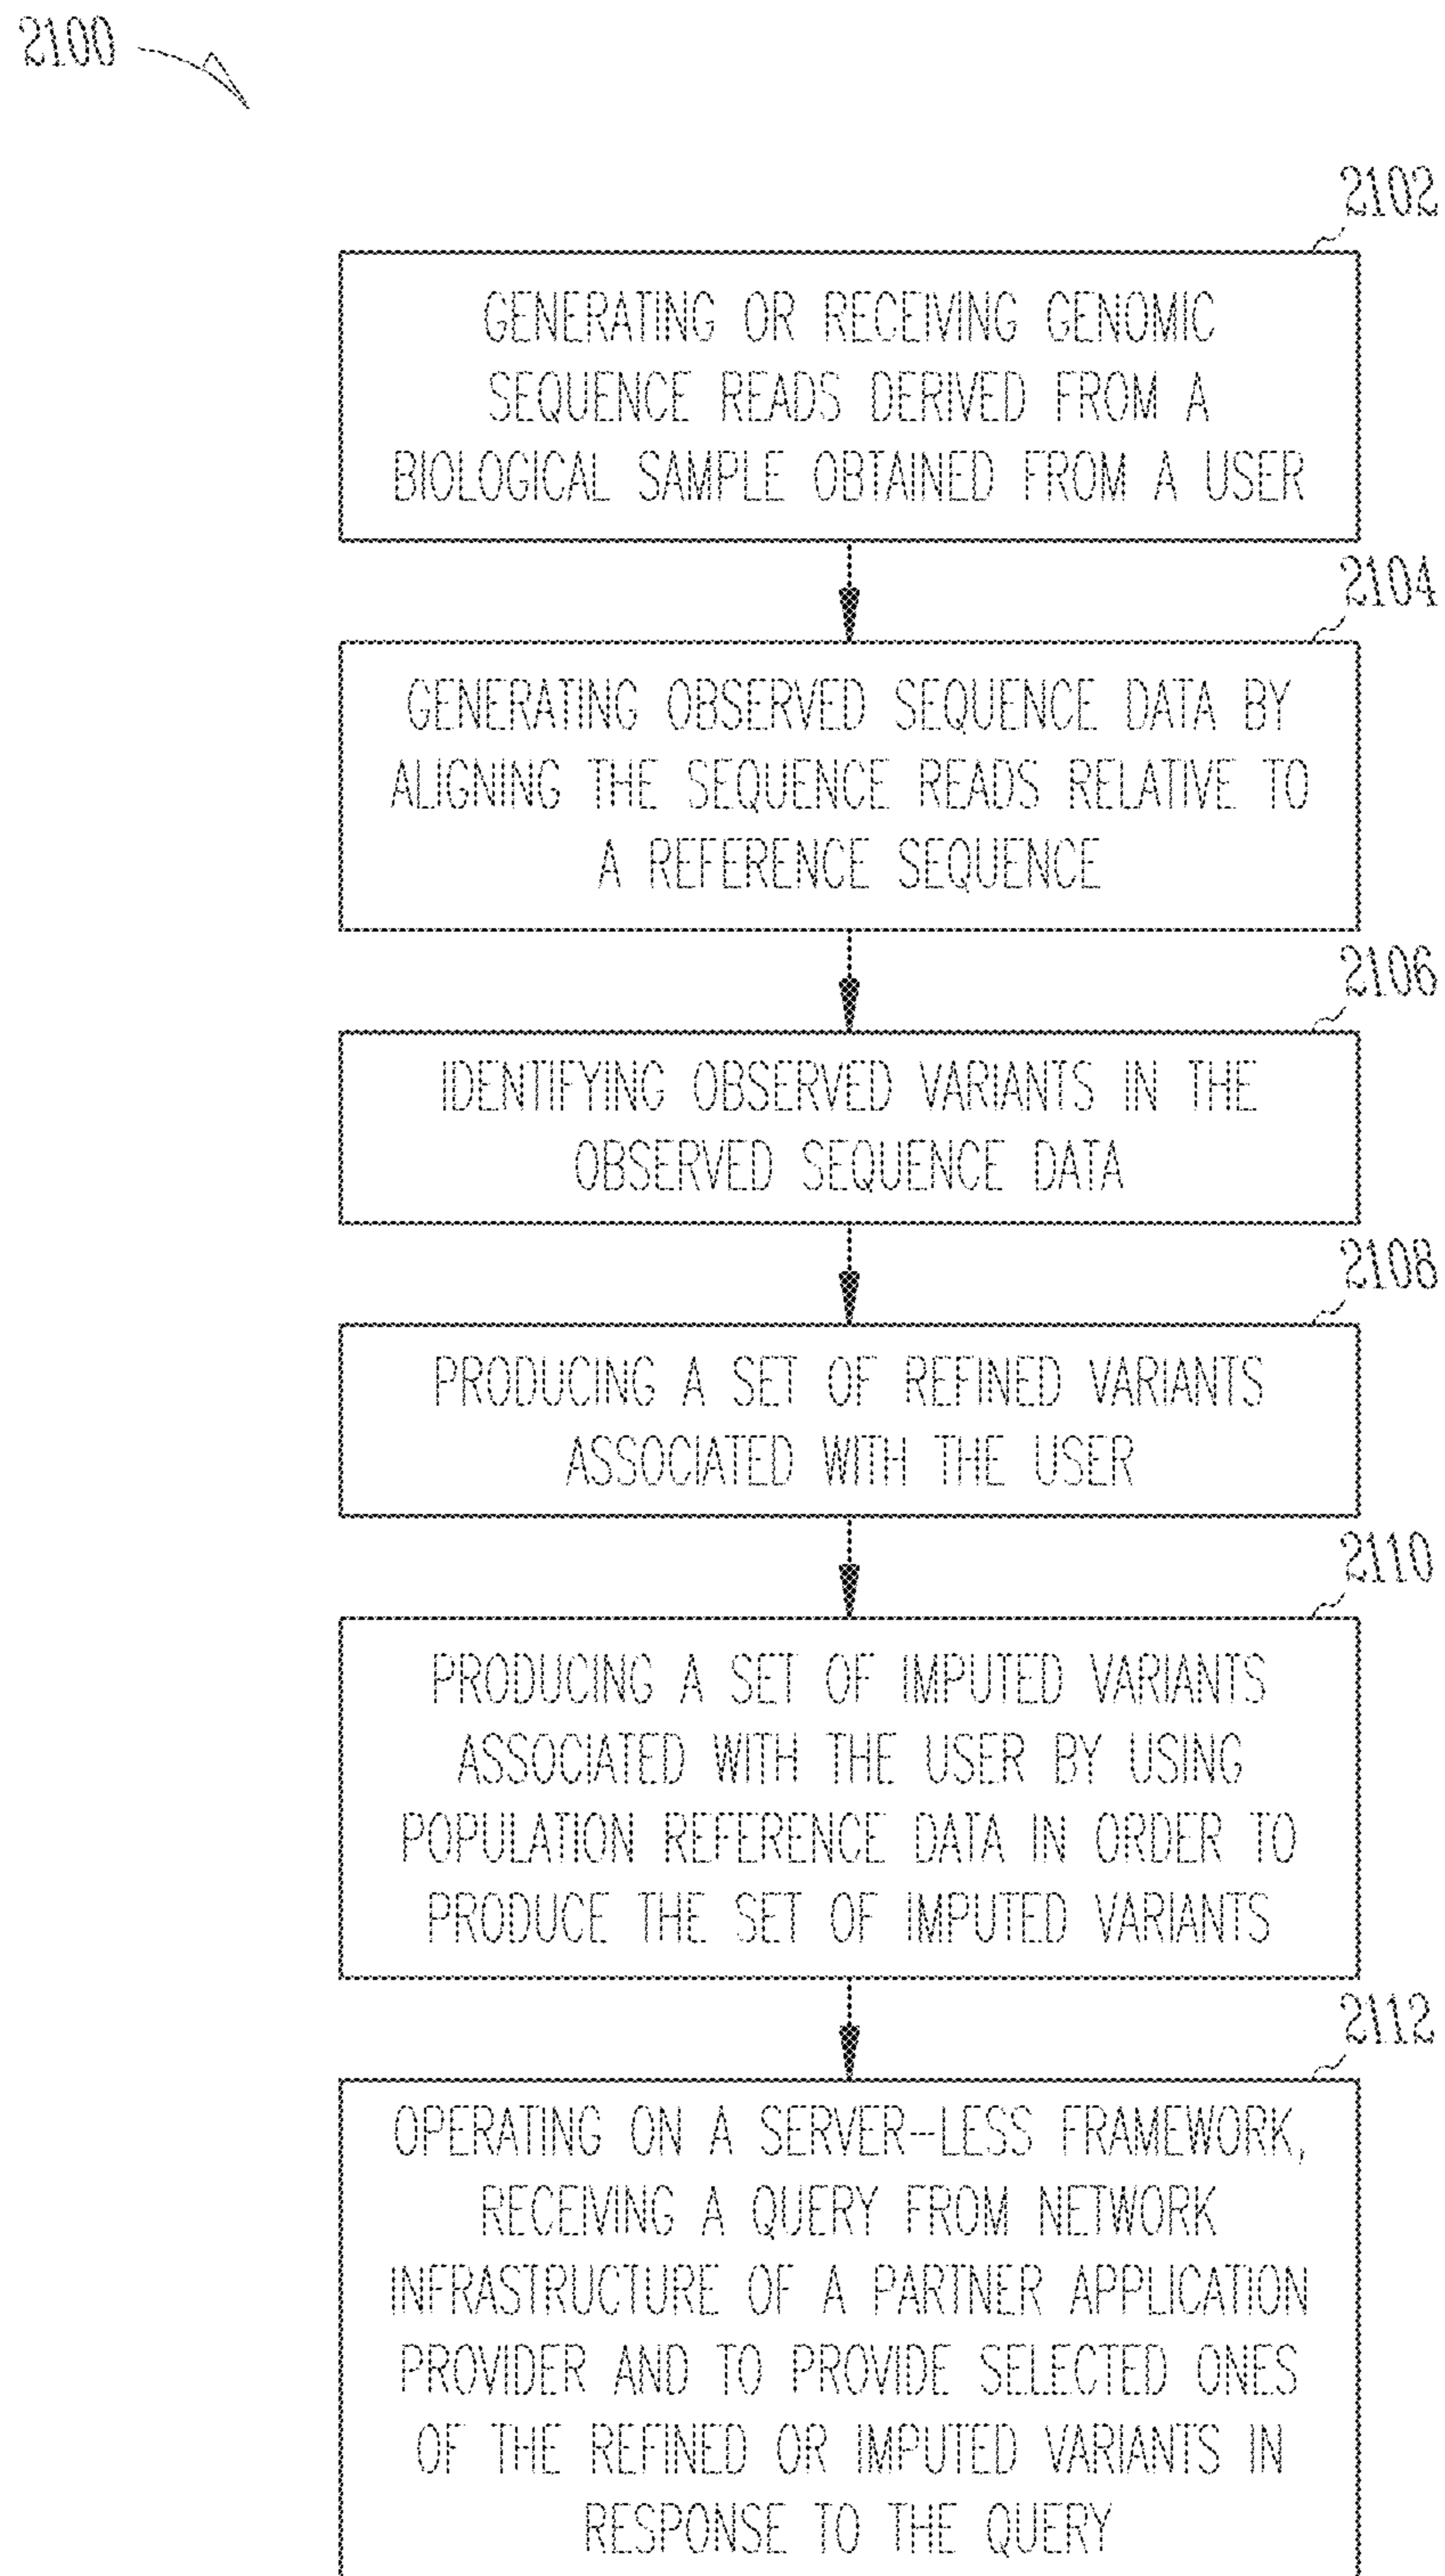 2100
2102
GENERATING OR RECEIVING GENOMIC
SEQUENCE READS DERIVED FROM A
BIOLOGICAL SAMPLE OBTAINED FROM A USER
2104
GENERATING OBSERVED SEQUENCE DATA BY
ALIGNING THE SEQUENCE READS RELATIVE TO
A REFERENCE SEQUENCE
2106
IDENTIFYING OBSERVED VARIANTS IN THE
OBSERVED SEQUENCE DATA
2108
PRODUCING A SET OF REFINED VARIANTS
ASSOCIATED WITH THE USER
2110
PRODUCING A SET OF IMPUTED VARIANTS
ASSOCIATED WITH THE USER BY USING
POPULATION REFERENCE DATA IN ORDER TO
PRODUCE THE SET OF IMPUTED VARIANTS
2112
OPERATING ON A SERVER--LESS FRAMEWORK,
RECEIVING A QUERY FROM NETWORK
INFRASTRUCTURE OF A PARTNER APPLICATION
PROVIDER AND TO PROVIDE SELECTED ONES
OF THE REFINED OR IMPUTED VARIANTS IN
RESPONSE TO THE QUERY